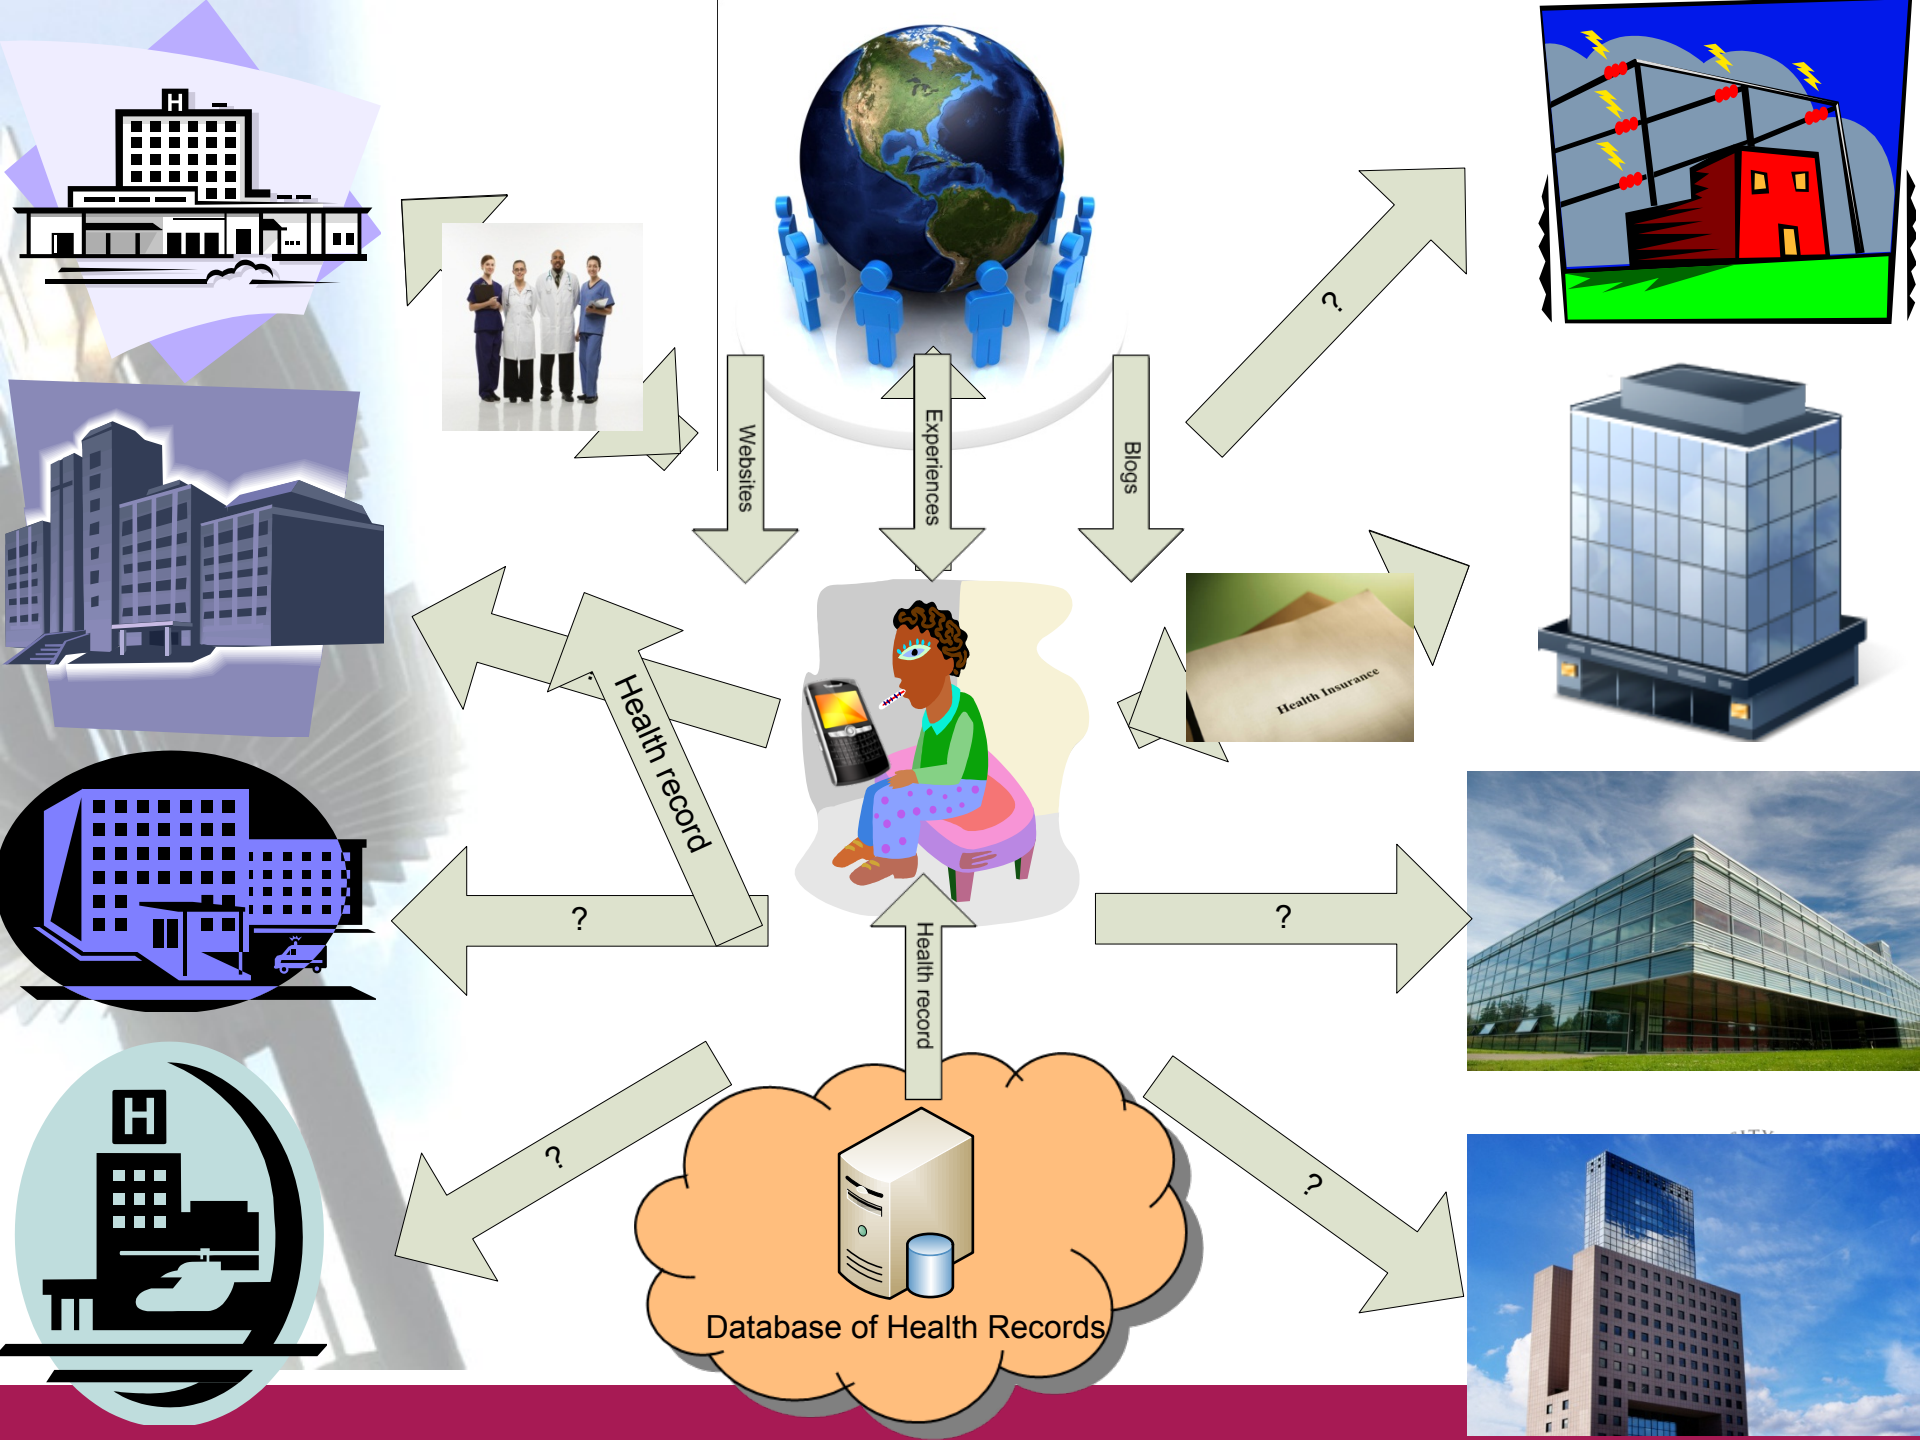 H
?
Websites
Experiences
Blogs
Health Insurance
Health record
?
?
Health record
?
?
H
Database of Health Records